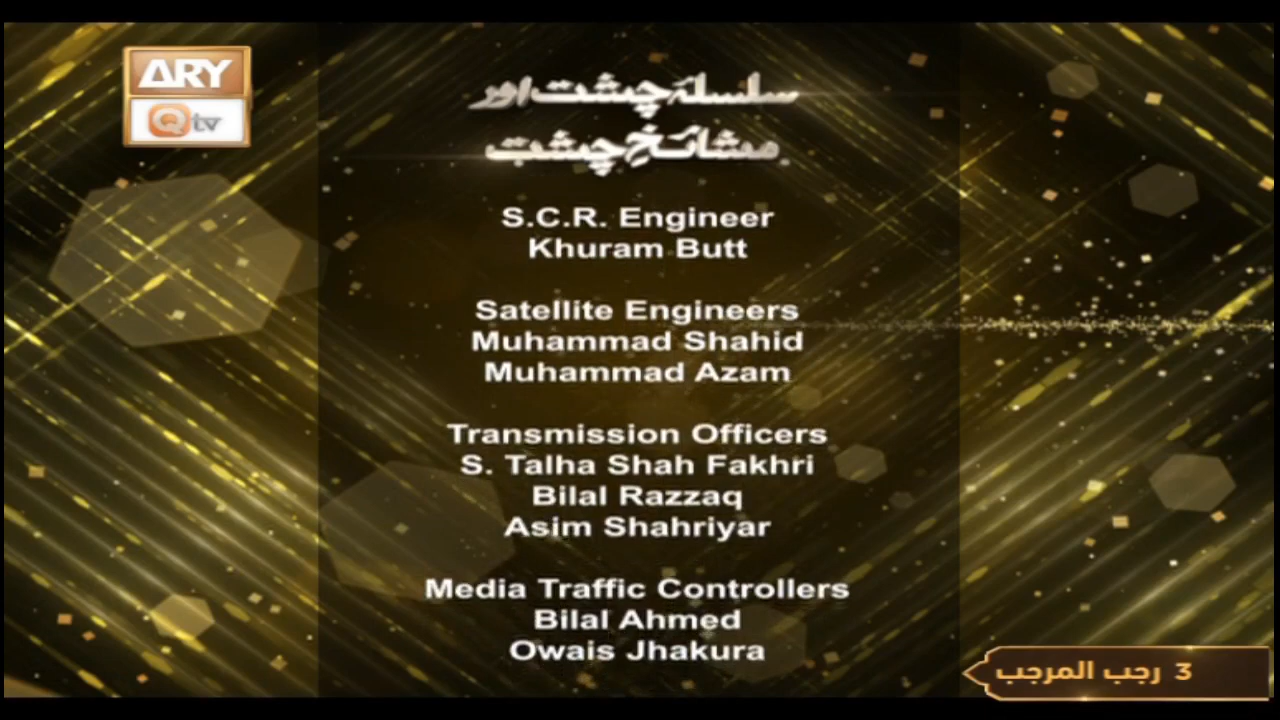 ARY
Qtv
سلسلۂ چشت اور
مشائخِ چشت
S.C.R. Engineer
Khuram Butt
Satellite Engineers
Muhammad Shahid
Muhammad Azam
Transmission Officers
S. Talha Shah Fakhri
Bilal Razzaq
Asim Shahriyar
Media Traffic Controllers
Bilal Ahmed
Owais Jhakura
3 رجب المرجب